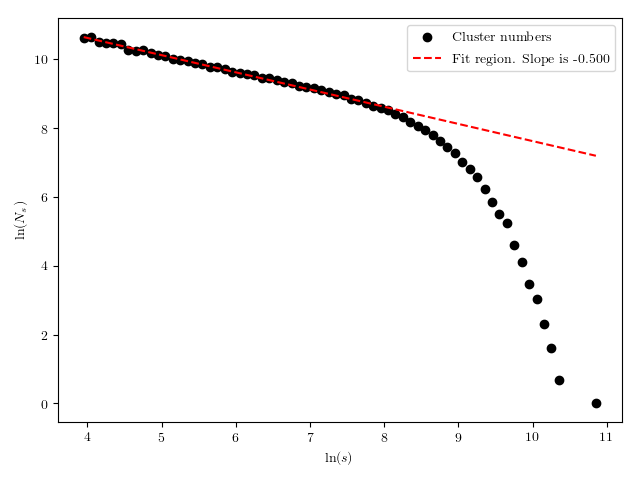 Cluster numbers
Fit region. Slope is -0.500
10
8
6
4
2
0
ln(N_s)
4 5 6 7 8 9 10 11
ln(s)